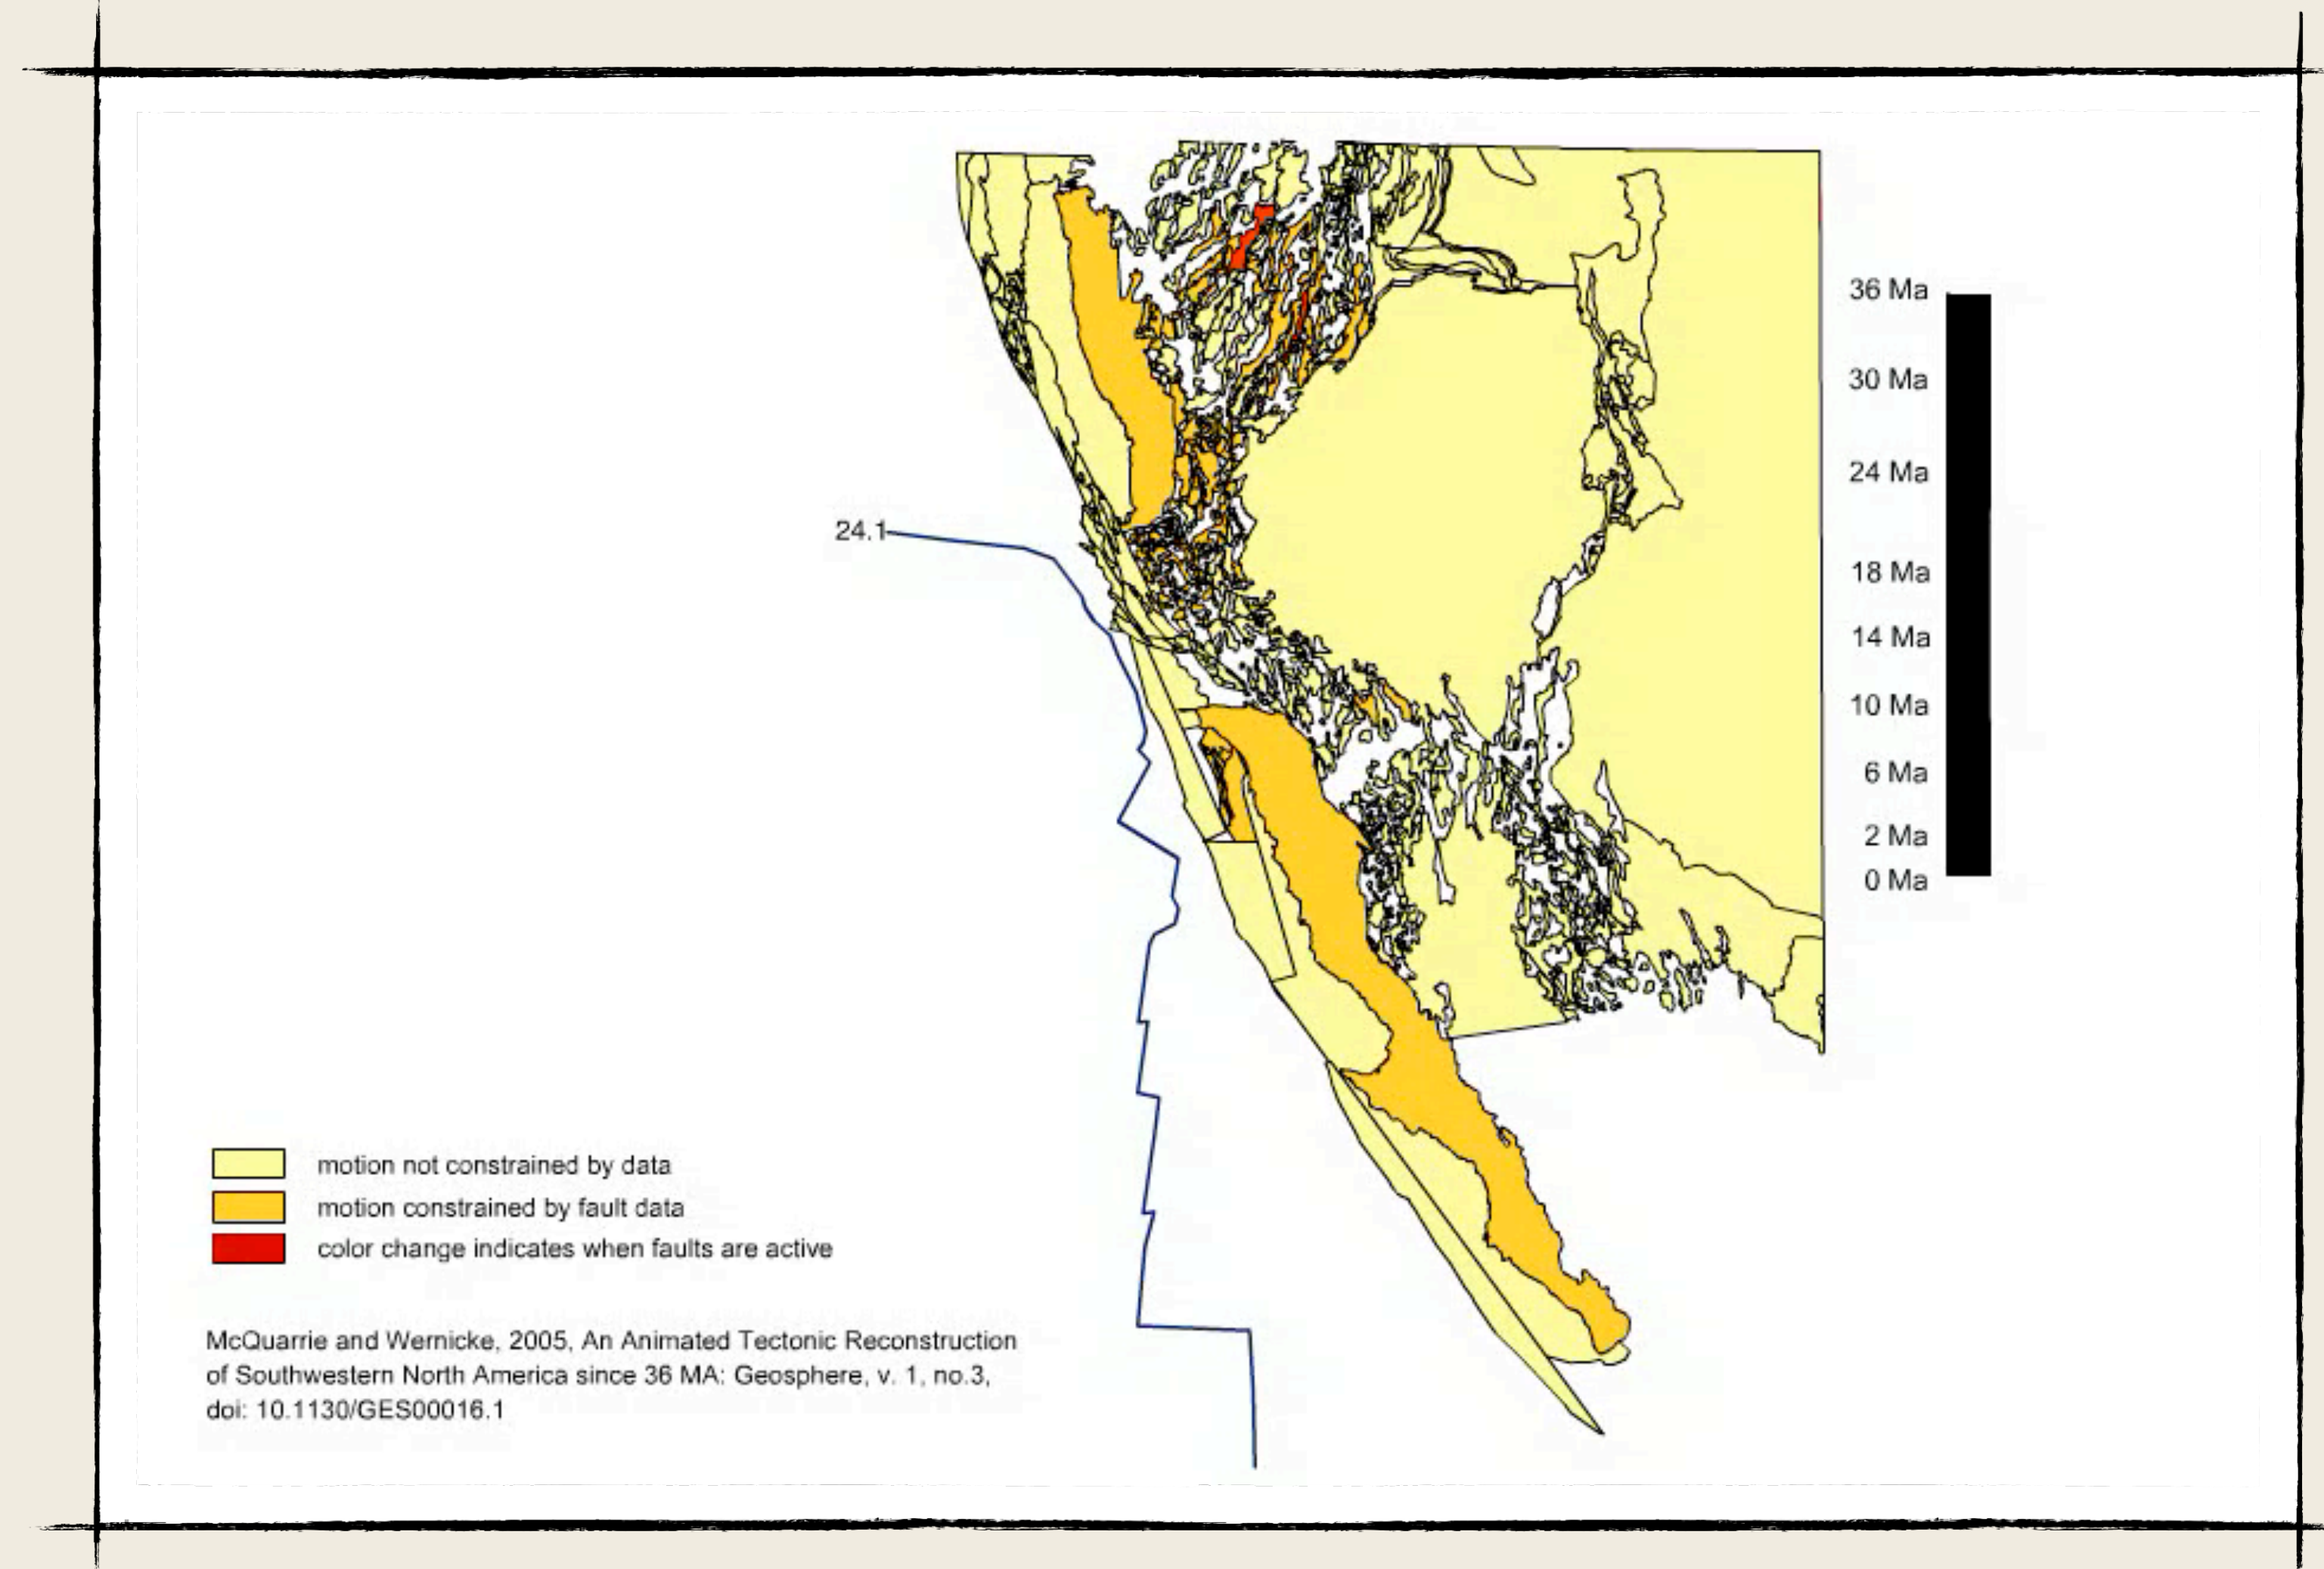 24.1
36 Ma
30 Ma
24 Ma
18 Ma
14 Ma
10 Ma
6 Ma
2 Ma
0 Ma
motion not constrained by data
motion constrained by fault data
color change indicates when faults are active
McQuarrie and Wernicke, 2005, An Animated Tectonic Reconstruction
of Southwestern North America since 36 MA: Geosphere, v. 1, no.3,
doi: 10.1130/GES00016.1